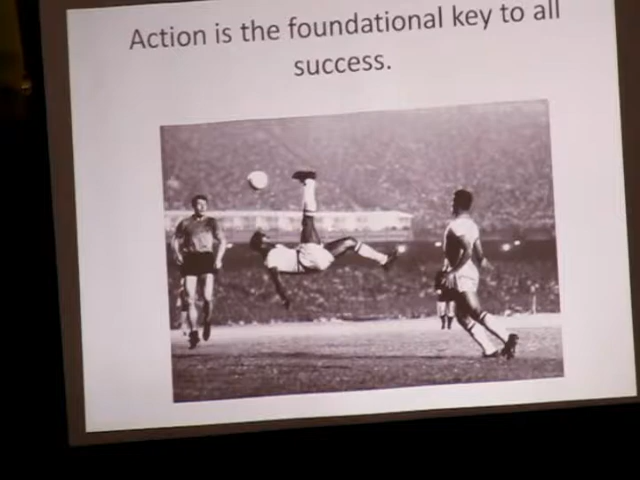 Action is the foundational key to all
success.